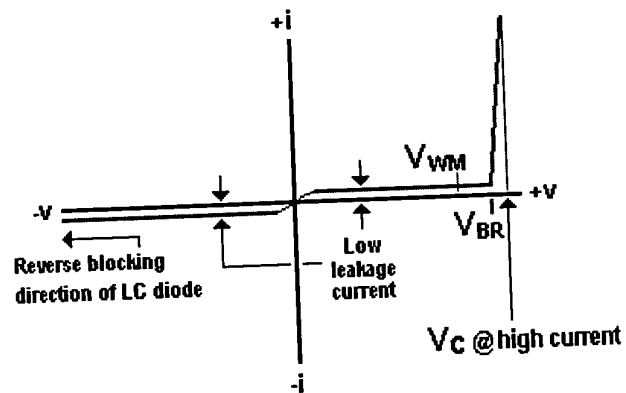 +i
VWM
-v
+v
VBR
Reverse blocking
direction of LC diode
Low
leakage
current
VC @ high current
-i